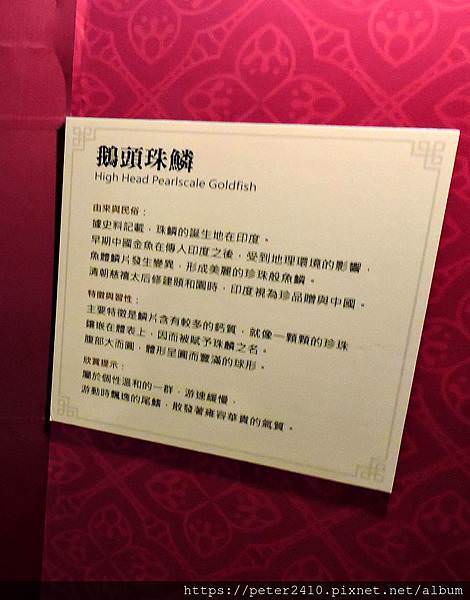 鵝頭珠鱗
High Head Pearlscale Goldfish
由來與民俗：
據史料記載，珠鱗的誕生地在印度。
早期中國金魚在傳入印度之後，受到地理環境的影響，
魚體鱗片發生變異，形成美麗的珍珠般魚鱗。
清朝慈禧太后修建頤和園時，印度視為珍品贈與中國。
特徵與習性：
主要特徵是鱗片含有較多的鈣質，就像一顆顆的珍珠
鑲嵌在體表上，因而被賦予珠鱗之名。
腹部大而圓，體形呈圓而豐滿的球形。
欣賞提示：
屬於個性溫和的一群，游速緩慢，
游動時飄逸的尾鰭，散發著雍容華貴的氣質。
https://peter2410.pixnet.net/album